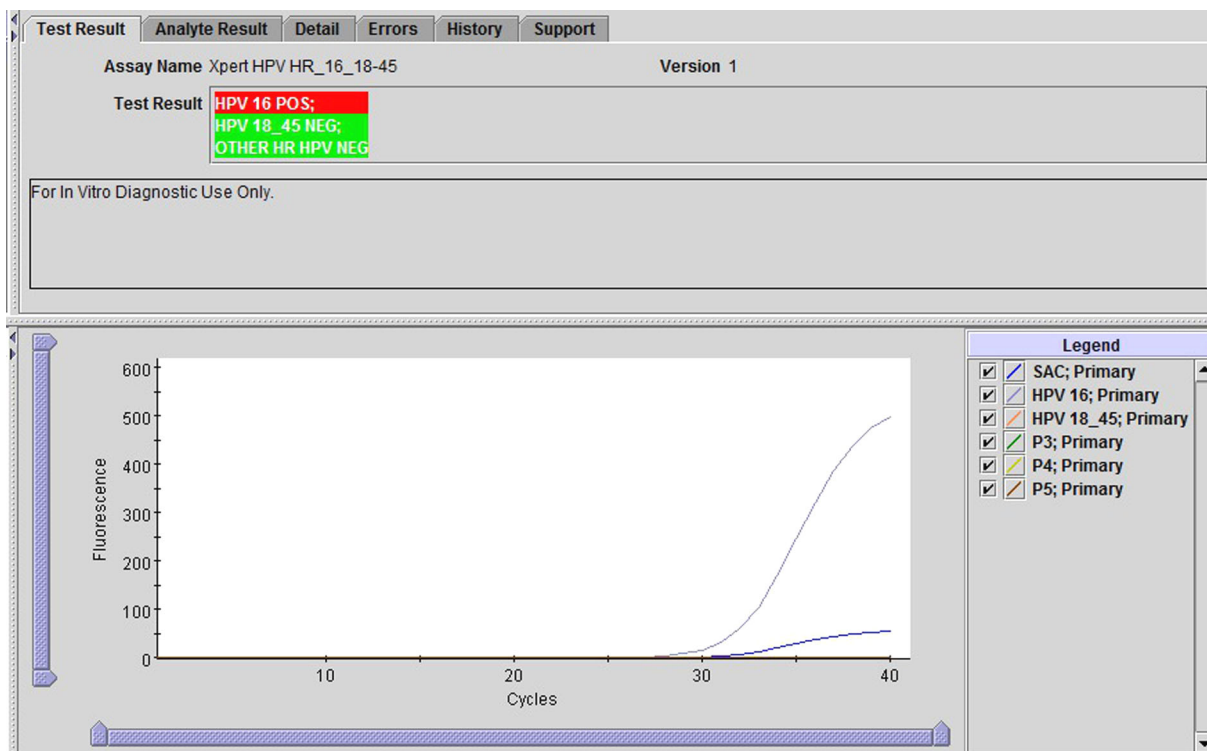 Test Result Analyte Result Detail Errors History Support
Assay Name Xpert HPV HR_16_18-45 Version 1
Test Result HPV 16 POS;
HPV 18_45 NEG;
OTHER HR HPV NEG
For In Vitro Diagnostic Use Only.
Legend
SAC; Primary
HPV 16; Primary
HPV 18_45; Primary
P3; Primary
P4; Primary
P5; Primary
600
500
400
300
200
100
0
Fluorescence
10 20 30 40
Cycles